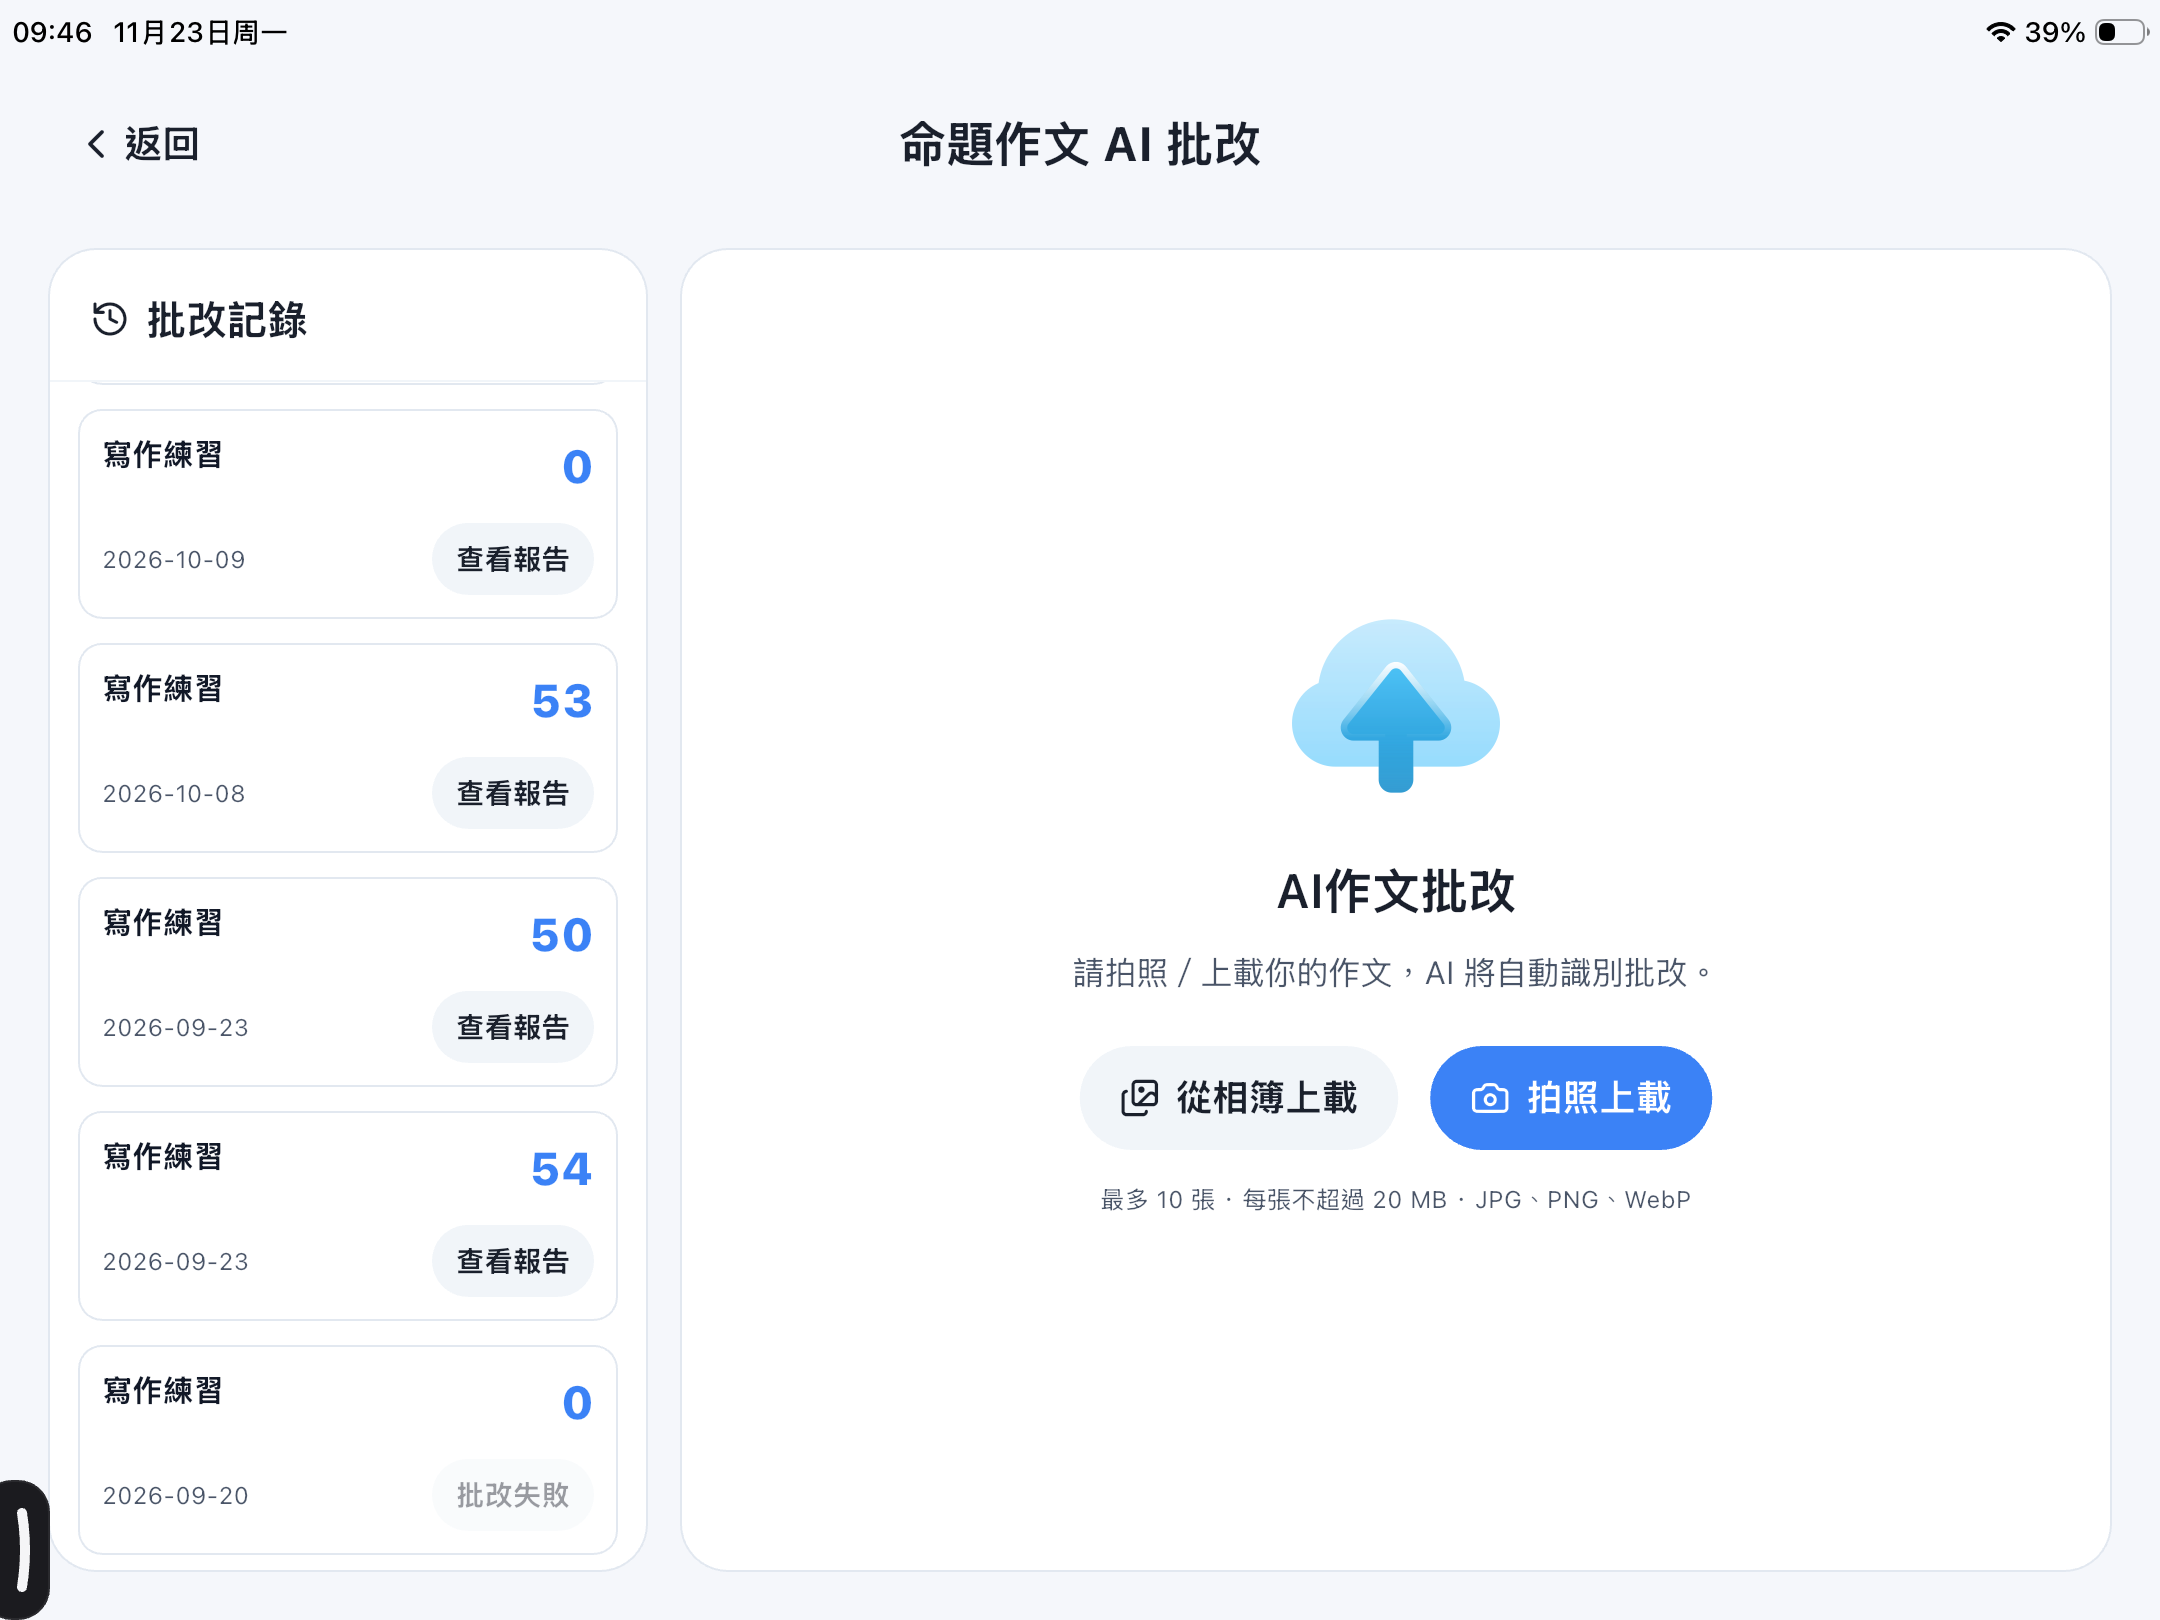 09:46 11月23日周一
39%
返回
命題作文 AI 批改
批改記錄
寫作練習
0
2026-10-09
查看報告
寫作練習
53
2026-10-08
查看報告
寫作練習
50
2026-09-23
查看報告
寫作練習
54
2026-09-23
查看報告
寫作練習
0
2026-09-20
批改失敗
AI作文批改
請拍照 / 上載你的作文，AI 將自動識別批改。
從相簿上載
拍照上載
最多 10 張 · 每張不超過 20 MB · JPG、PNG、WebP